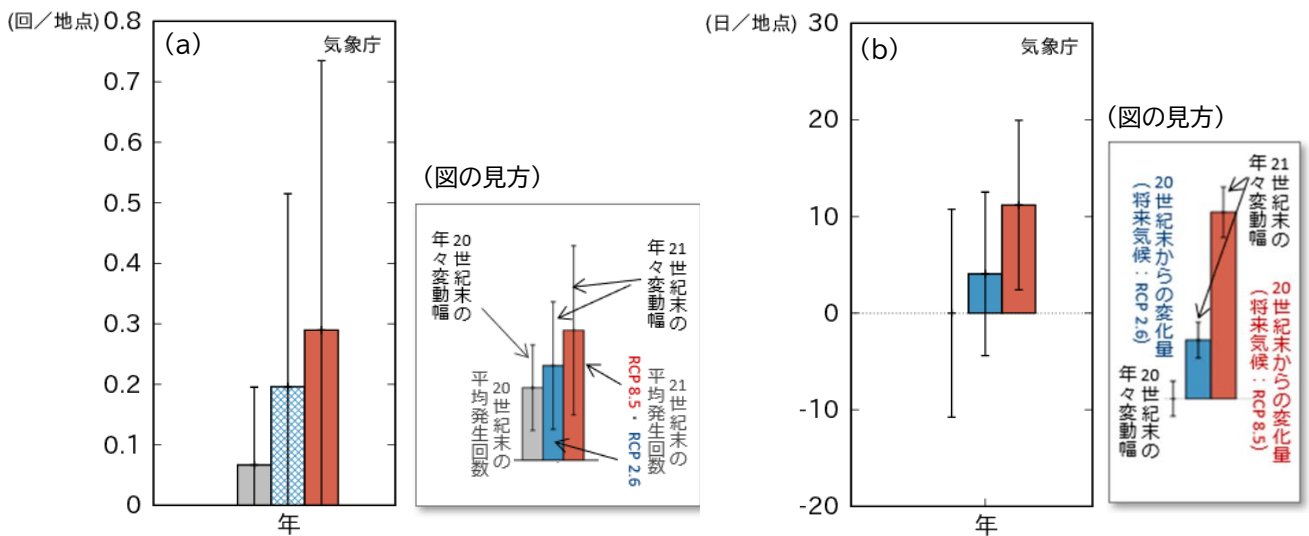 (回／地点)
0.8
0.7
0.6
0.5
0.4
0.3
0.2
0.1
0
(a)
気象庁
年
（図の見方）
20世紀末の
年々変動幅
21世紀末の
年々変動幅
20世紀末の
平均発生回数
RCP 8.5・RCP 2.6
21世紀末の
平均発生回数
(日／地点)
30
20
10
0
-10
-20
(b)
気象庁
年
（図の見方）
21世紀末の
年々変動幅
20世紀末からの変化量
(将来気候：RCP 2.6)
20世紀末からの変化量
(将来気候：RCP8.5)
20世紀末の
年々変動幅